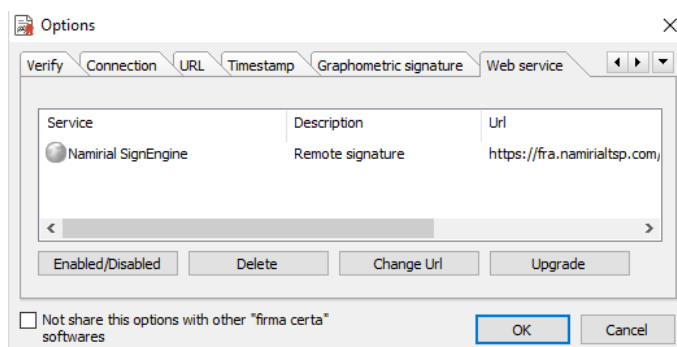 Options
Verify Connection URL Timestamp Graphometric signature Web service
Service Description Url
Namirial SignEngine Remote signature https://fra.namirialtsp.com/
Enabled/Disabled Delete Change Url Upgrade
Not share this options with other "firma certa"
softwares
OK Cancel